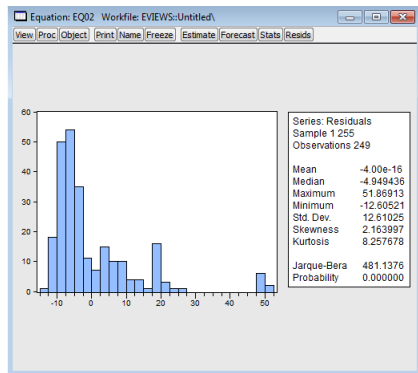 Equation: EQ02 Workfile: EVIEWS::Untitled\
View Proc Object Print Name Freeze Estimate Forecast Stats Resids
60
50
40
30
20
10
0
-10 0 10 20 30 40 50
Series: Residuals
Sample 1 255
Observations 249
Mean -4.00e-16
Median -4.949436
Maximum 51.86913
Minimum -12.60521
Std. Dev. 12.61025
Skewness 2.163997
Kurtosis 8.257678
Jarque-Bera 481.1376
Probability 0.000000